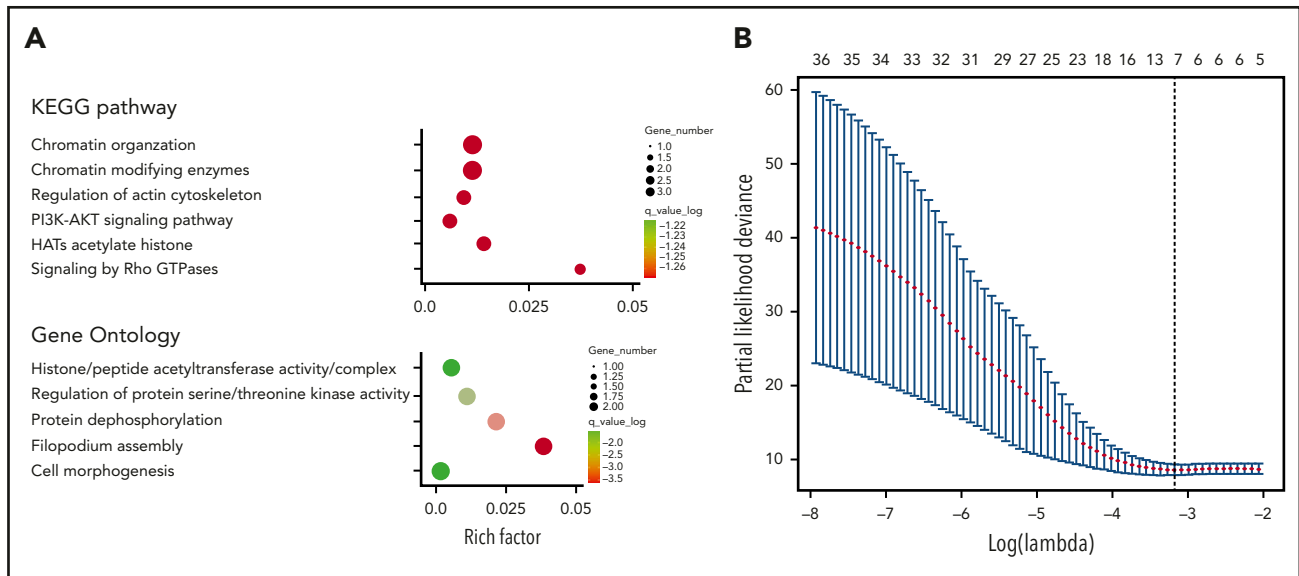 A
KEGG pathway
Chromatin organzation
Chromatin modifying enzymes
Regulation of actin cytoskeleton
PI3K-AKT signaling pathway
HATs acetylate histone
Signaling by Rho GTPases
0.0 0.025 0.05
Gene_number
1.0
1.5
2.0
2.5
3.0
q_value_log
−1.22
−1.23
−1.24
−1.25
−1.26
Gene Ontology
Histone/peptide acetyltransferase activity/complex
Regulation of protein serine/threonine kinase activity
Protein dephosphorylation
Filopodium assembly
Cell morphogenesis
0.0 0.025 0.05
Rich factor
Gene_number
1.00
1.25
1.50
1.75
2.00
q_value_log
−2.0
−2.5
−3.0
−3.5
B
36 35 34 33 32 31 29 27 25 23 18 16 13 7 6 6 6 5
Partial likelihood deviance
60
50
40
30
20
10
−8 −7 −6 −5 −4 −3 −2
Log(lambda)